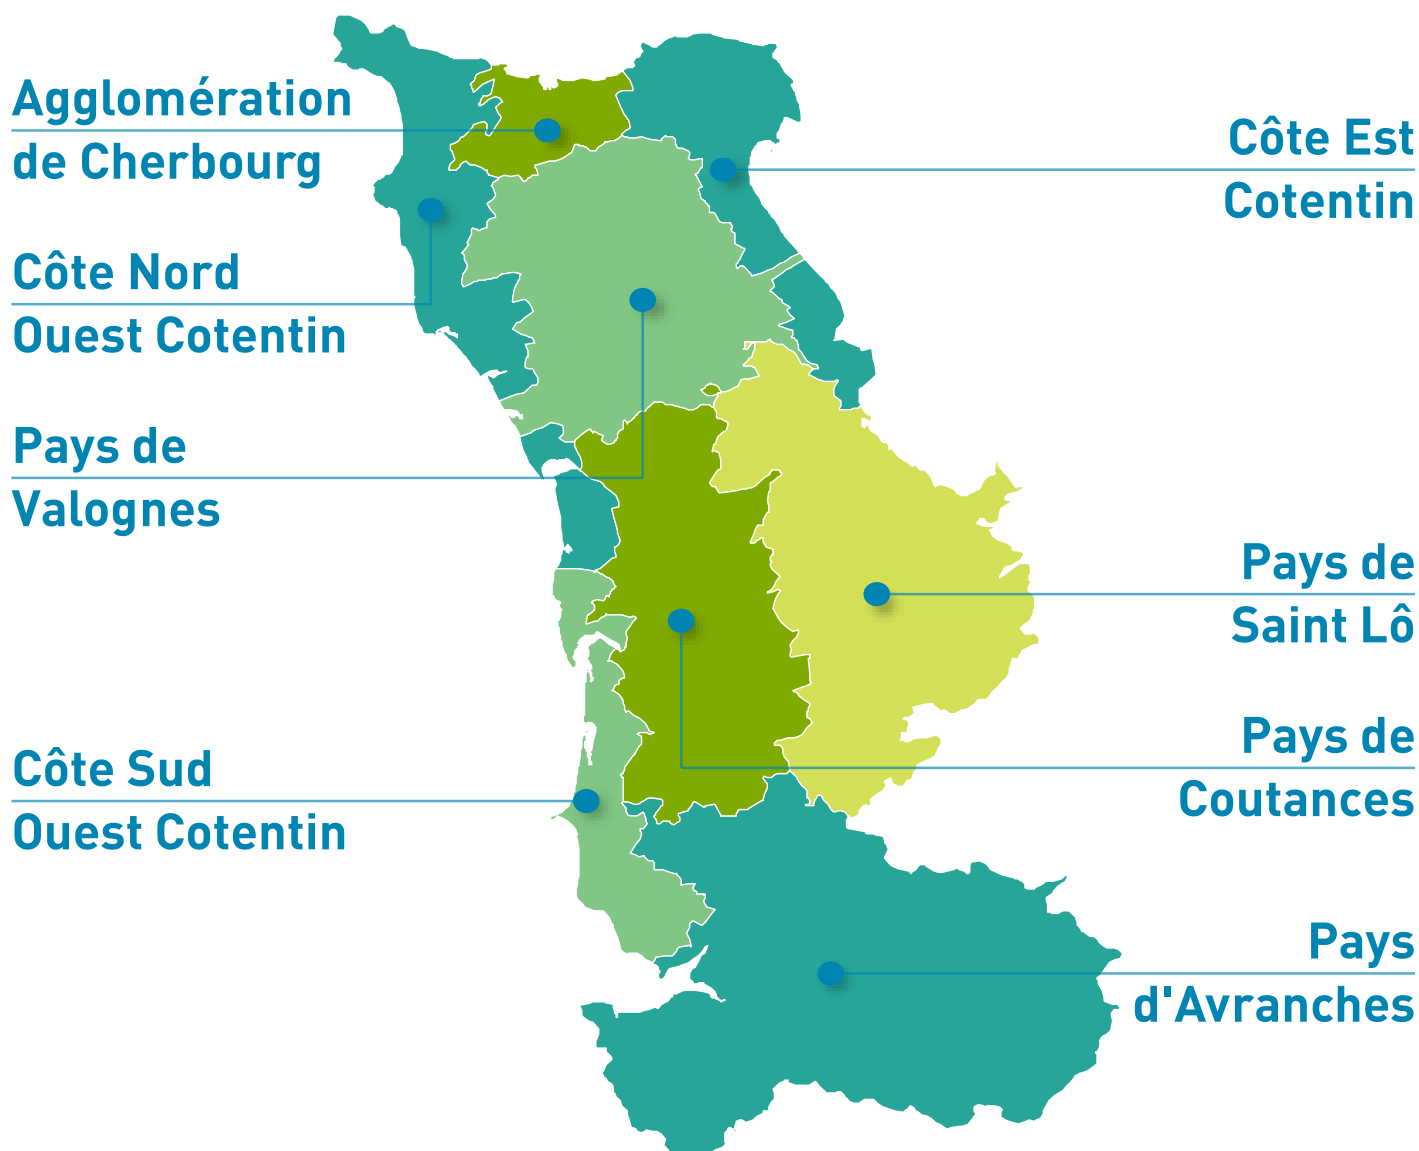 Agglomération
de Cherbourg
Côte Nord
Ouest Cotentin
Pays de
Valognes
Côte Sud
Ouest Cotentin
Côte Est
Cotentin
Pays de
Saint Lô
Pays de
Coutances
Pays
d'Avranches